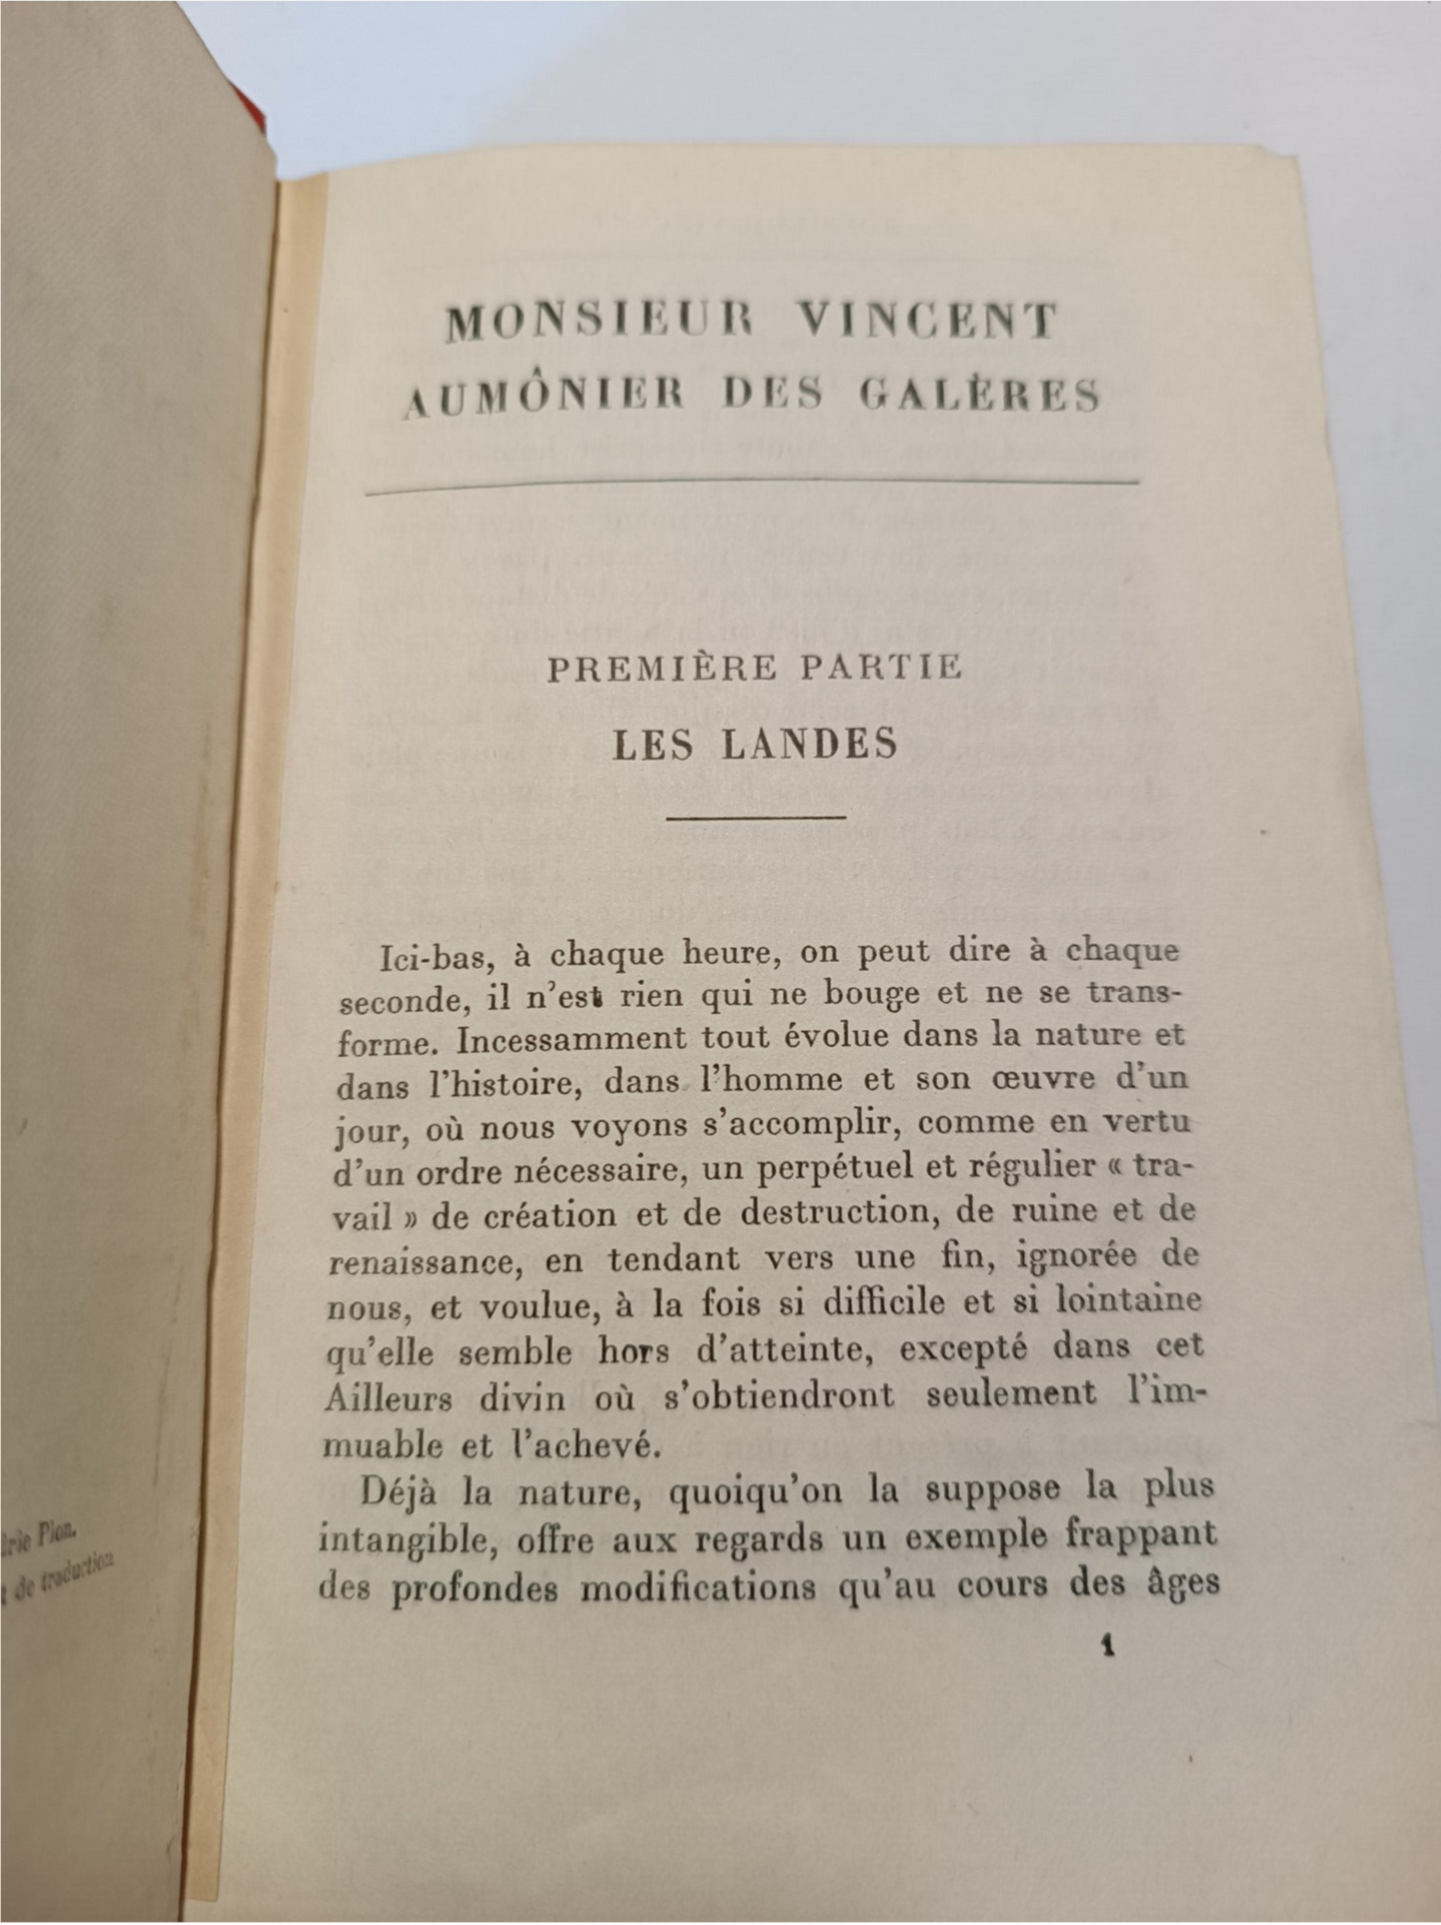 MONSIEUR VINCENT
AUMÔNIER DES GALÈRES
PREMIÈRE PARTIE
LES LANDES
Ici-bas, à chaque heure, on peut dire à chaque
seconde, il n'est rien qui ne bouge et ne se trans-
forme. Incessamment tout évolue dans la nature et
dans l'histoire, dans l'homme et son œuvre d'un
jour, où nous voyons s'accomplir, comme en vertu
d'un ordre nécessaire, un perpétuel et régulier « tra-
vail » de création et de destruction, de ruine et de
renaissance, en tendant vers une fin, ignorée de
nous, et voulue, à la fois si difficile et si lointaine
qu'elle semble hors d'atteinte, excepté dans cet
Ailleurs divin où s'obtiendront seulement l'im-
muable et l'achevé.
Déjà la nature, quoiqu'on la suppose la plus
intangible, offre aux regards un exemple frappant
des profondes modifications qu'au cours des âges
1
Plon.
de traduction